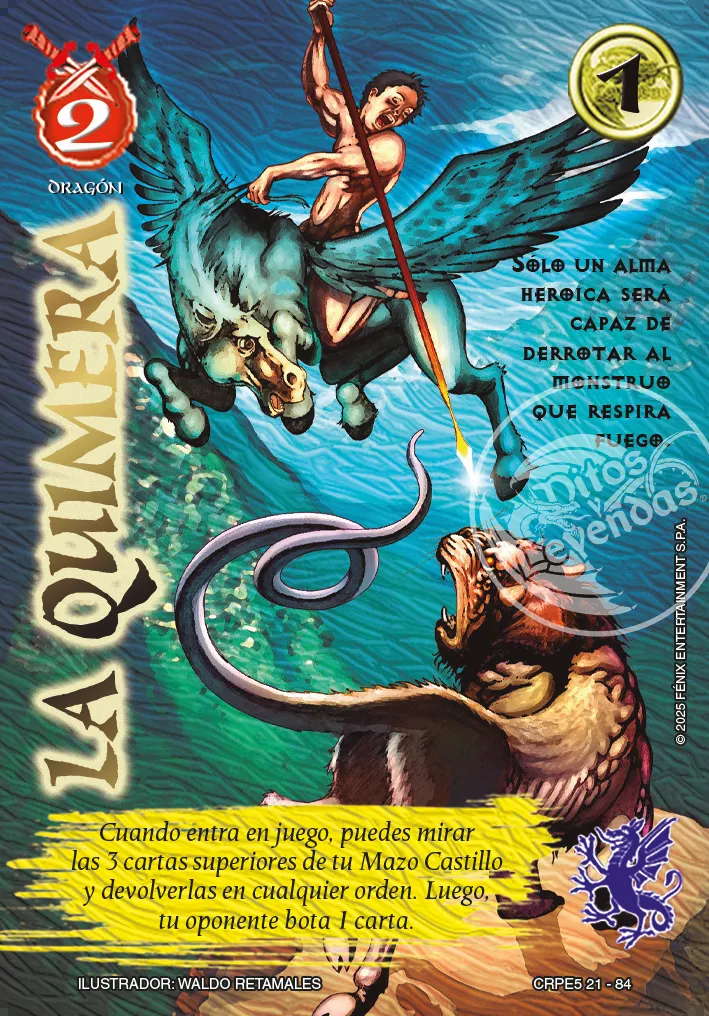 2
1
DRAGÓN
LA QUIMERA
SÓLO UN ALMA
HEROICA SERÁ
CAPAZ DE
DERROTAR AL
MONSTRUO
QUE RESPIRA
FUEGO.
Mitos
y
Leyendas®
© 2025 FÉNIX ENTERTAINMENT S.P.A.
Cuando entra en juego, puedes mirar
las 3 cartas superiores de tu Mazo Castillo
y devolverlas en cualquier orden. Luego,
tu oponente bota 1 carta.
ILUSTRADOR: WALDO RETAMALES
CRPE5 21 - 84